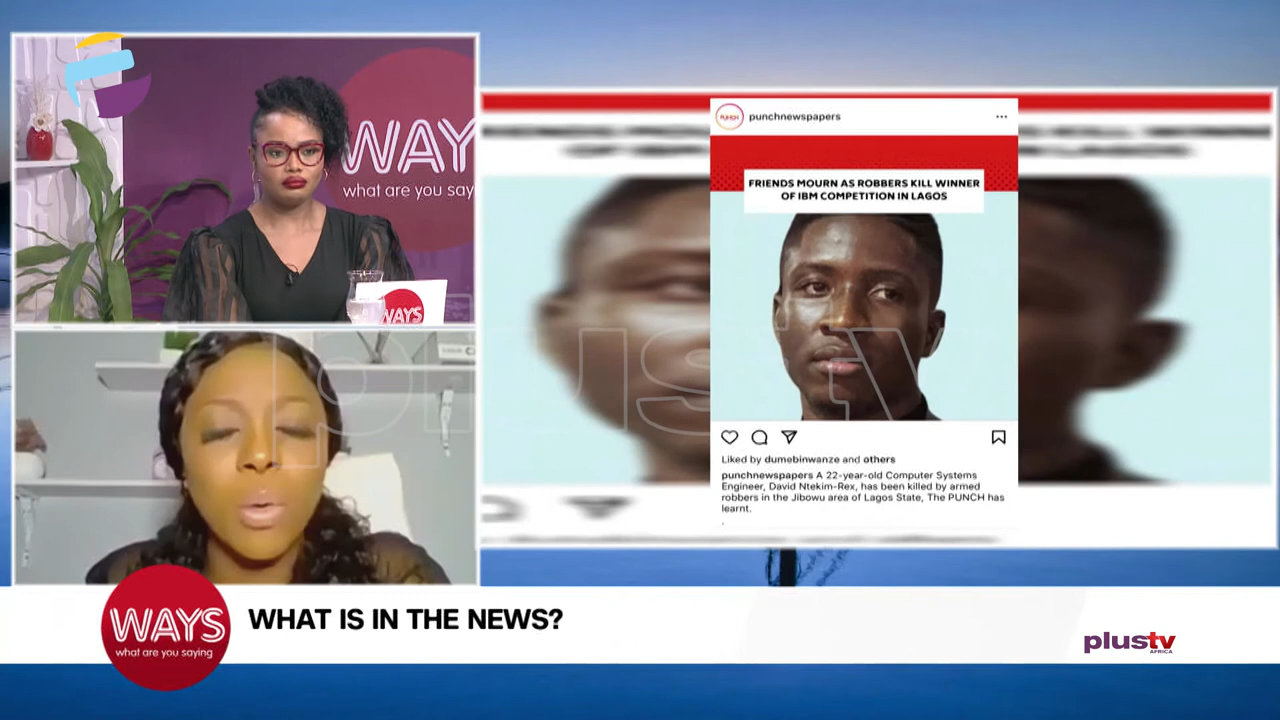 WAYS
what are you say
WAYS
PUNCH
punchnewspapers
FRIENDS MOURN AS ROBBERS KILL WINNER
OF IBM COMPETITION IN LAGOS
Liked by dumebinwanze and others
punchnewspapers A 22-year-old Computer Systems
Engineer, David Ntekim-Rex, has been killed by armed
robbers in the Jibowu area of Lagos State, The PUNCH has
learnt.
.
plustv
WAYS
what are you saying
WHAT IS IN THE NEWS?
plustv
AFRICA